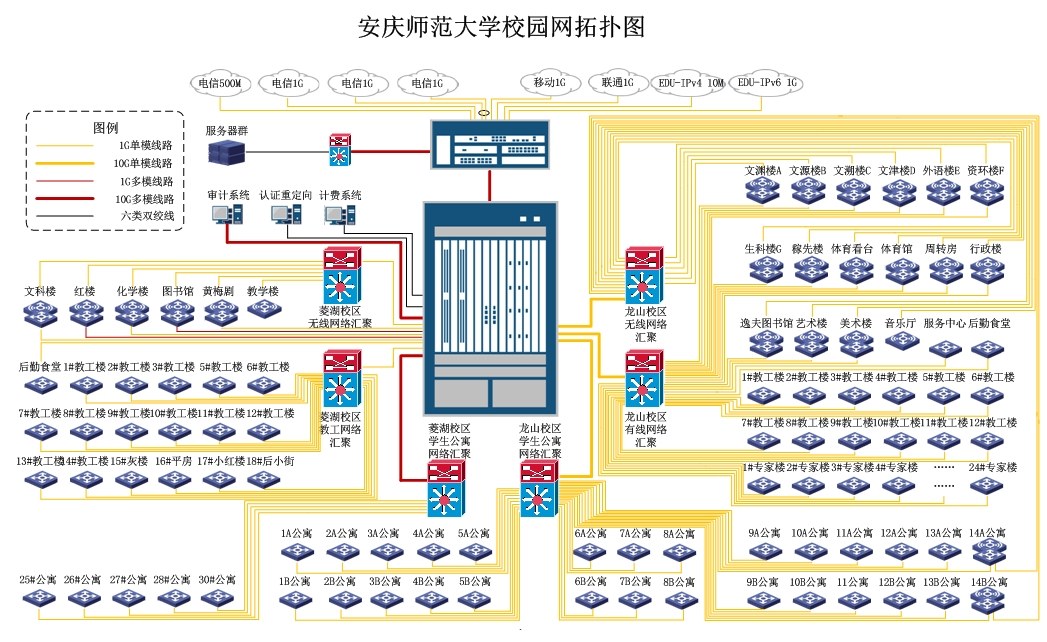 安庆师范大学校园网拓扑图
电信500M 电信1G 电信1G 电信1G 移动1G 联通1G EDU-IPv4 10M EDU-IPv6 1G
图例
1G单模线路
10G单模线路
1G多模线路
10G多模线路
六类双绞线
服务器群
审计系统 认证重定向 计费系统
文渊楼A 文源楼B 文溯楼C 文津楼D 外语楼E 资环楼F
生科楼G 稼先楼 体育看台 体育馆 周转房 行政楼
文科楼 红楼 化学楼 图书馆 黄梅剧 教学楼
菱湖校区
无线网络汇聚
龙山校区
无线网络
汇聚
逸夫图书馆 艺术楼 美术楼 音乐厅 服务中心 后勤食堂
后勤食堂 1#教工楼 2#教工楼 3#教工楼 5#教工楼 6#教工楼
7#教工楼 8#教工楼 9#教工楼 10#教工楼 11#教工楼 12#教工楼
13#教工楼 14#教工楼 15#灰楼 16#平房 17#小红楼 18#后小街
菱湖校区
教工网络
汇聚
龙山校区
有线网络
汇聚
1#教工楼 2#教工楼 3#教工楼 4#教工楼 5#教工楼 6#教工楼
7#教工楼 8#教工楼 9#教工楼 10#教工楼 11#教工楼 12#教工楼
1#专家楼 2#专家楼 3#专家楼 4#专家楼 …… 24#专家楼
……
菱湖校区
学生公寓
网络汇聚
龙山校区
学生公寓
网络汇聚
1A公寓 2A公寓 3A公寓 4A公寓 5A公寓 6A公寓 7A公寓 8A公寓 9A公寓 10A公寓 11A公寓 12A公寓 13A公寓 14A公寓
25#公寓 26#公寓 27#公寓 28#公寓 30#公寓
1B公寓 2B公寓 3B公寓 4B公寓 5B公寓 6B公寓 7B公寓 8B公寓 9B公寓 10B公寓 11公寓 12B公寓 13B公寓 14B公寓